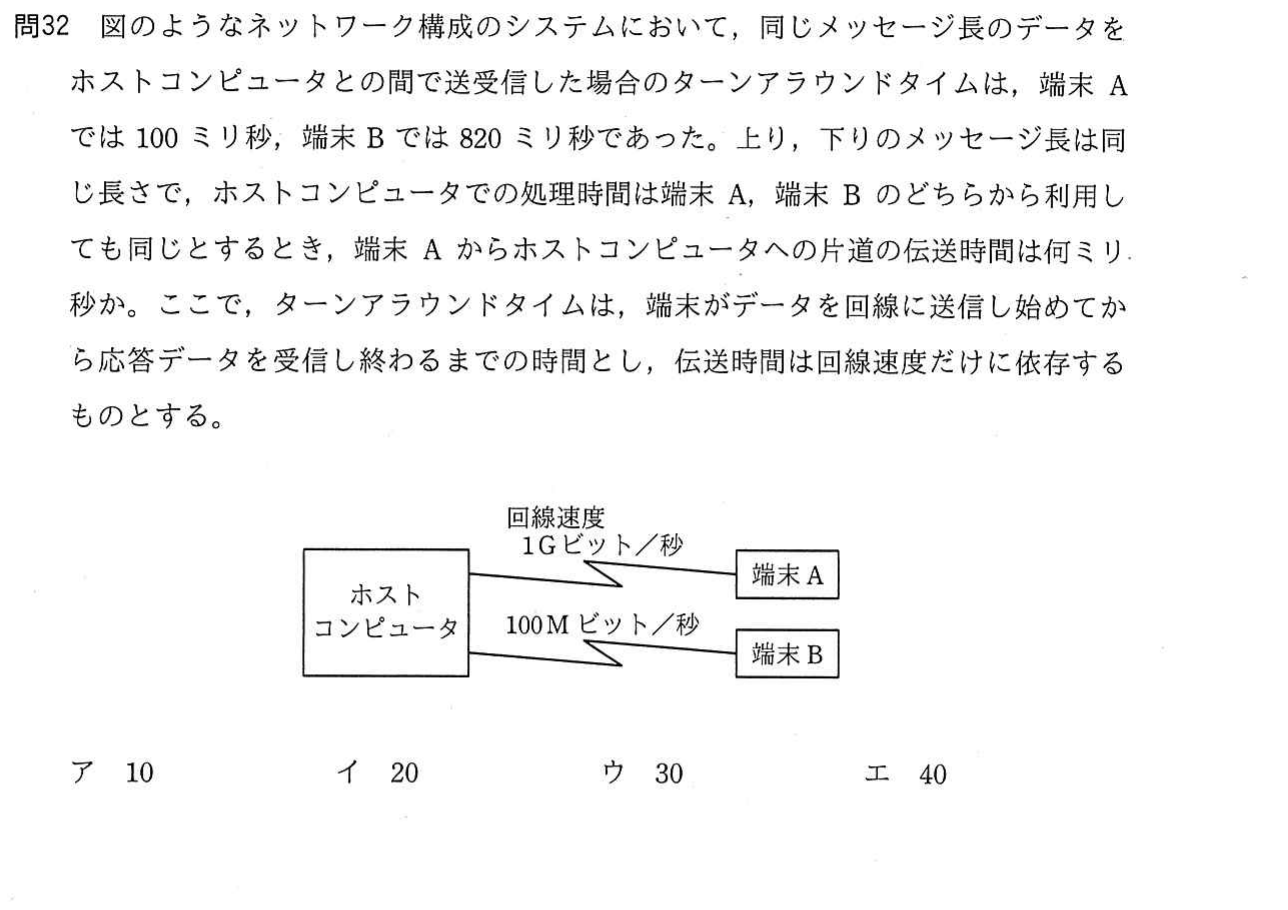 問32 図のようなネットワーク構成のシステムにおいて，同じメッセージ長のデータを
ホストコンピュータとの間で送受信した場合のターンアラウンドタイムは，端末 A
では 100 ミリ秒，端末 B では 820 ミリ秒であった。上り，下りのメッセージ長は同
じ長さで，ホストコンピュータでの処理時間は端末 A，端末 B のどちらから利用し
ても同じとするとき，端末 A からホストコンピュータへの片道の伝送時間は何ミリ
秒か。ここで，ターンアラウンドタイムは，端末がデータを回線に送信し始めてか
ら応答データを受信し終わるまでの時間とし，伝送時間は回線速度だけに依存する
ものとする。
回線速度
1Gビット／秒
端末 A
ホスト
コンピュータ
100M ビット／秒
端末 B
ア 10 イ 20 ウ 30 エ 40